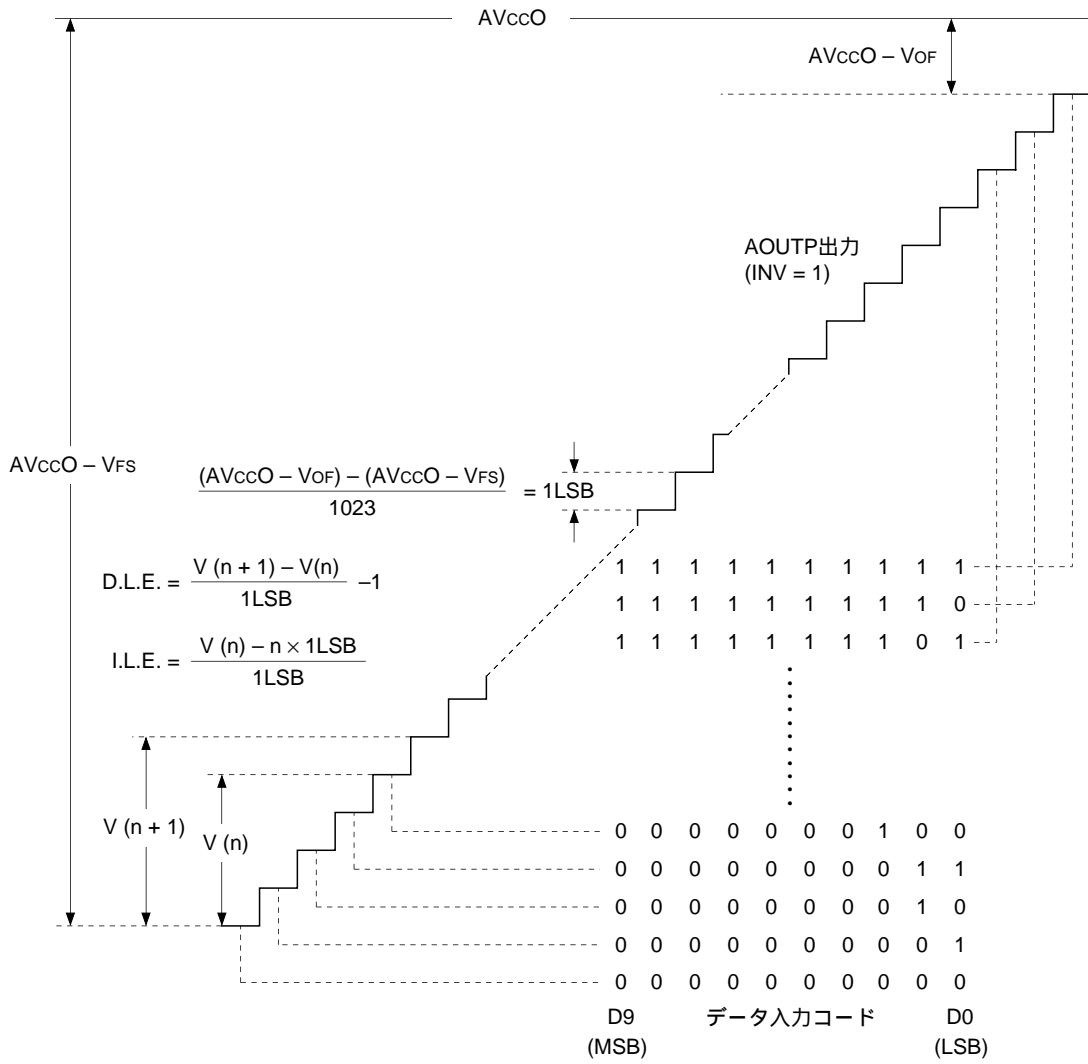 AVCCO
AVCCO – VOF
AOUTP出力
(INV = 1)
AVCCO – VFS
(AVCCO – VOF) – (AVCCO – VFS)
1023
= 1LSB
D.L.E. =
V (n + 1) – V(n)
1LSB
–1
I.L.E. =
V (n) – n × 1LSB
1LSB
1 1 1 1 1 1 1 1 1 1
1 1 1 1 1 1 1 1 1 0
1 1 1 1 1 1 1 1 0 1
V (n + 1)
V (n)
0 0 0 0 0 0 0 1 0 0
0 0 0 0 0 0 0 0 1 1
0 0 0 0 0 0 0 0 1 0
0 0 0 0 0 0 0 0 0 1
0 0 0 0 0 0 0 0 0 0
D9 データ入力コード D0
(MSB) (LSB)